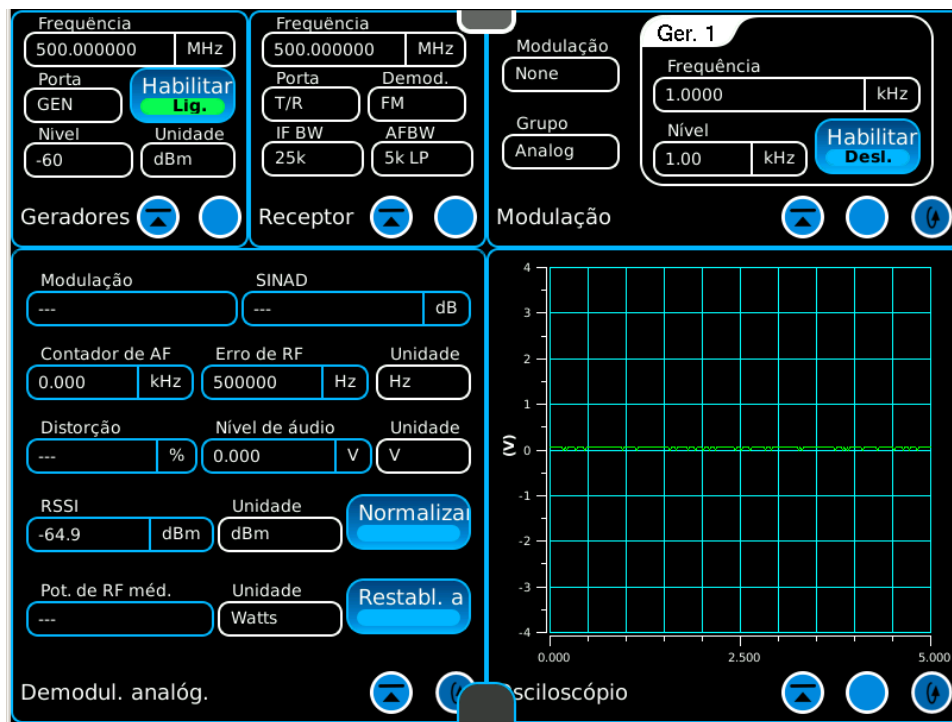 Frequência
500.000000 MHz
Porta
GEN
Habilitar
Lig.
Nivel Unidade
-60 dBm
Geradores
Frequência
500.000000 MHz
Porta Demod.
T/R FM
IF BW AFBW
25k 5k LP
Receptor
Modulação
None
Grupo
Analog
Ger. 1
Frequência
1.0000 kHz
Nível
1.00 kHz
Habilitar
Desl.
Modulação
Modulação SINAD
--- --- dB
Contador de AF Erro de RF Unidade
0.000 kHz 500000 Hz Hz
Distorção Nível de áudio Unidade
--- % 0.000 V V
RSSI Unidade
-64.9 dBm dBm
Normalizar
Pot. de RF méd. Unidade
--- Watts
Restabl. a
Demodul. analóg.
(V)
4
3
2
1
0
-1
-2
-3
-4
0.000 2.500 5.000
sciloscópio